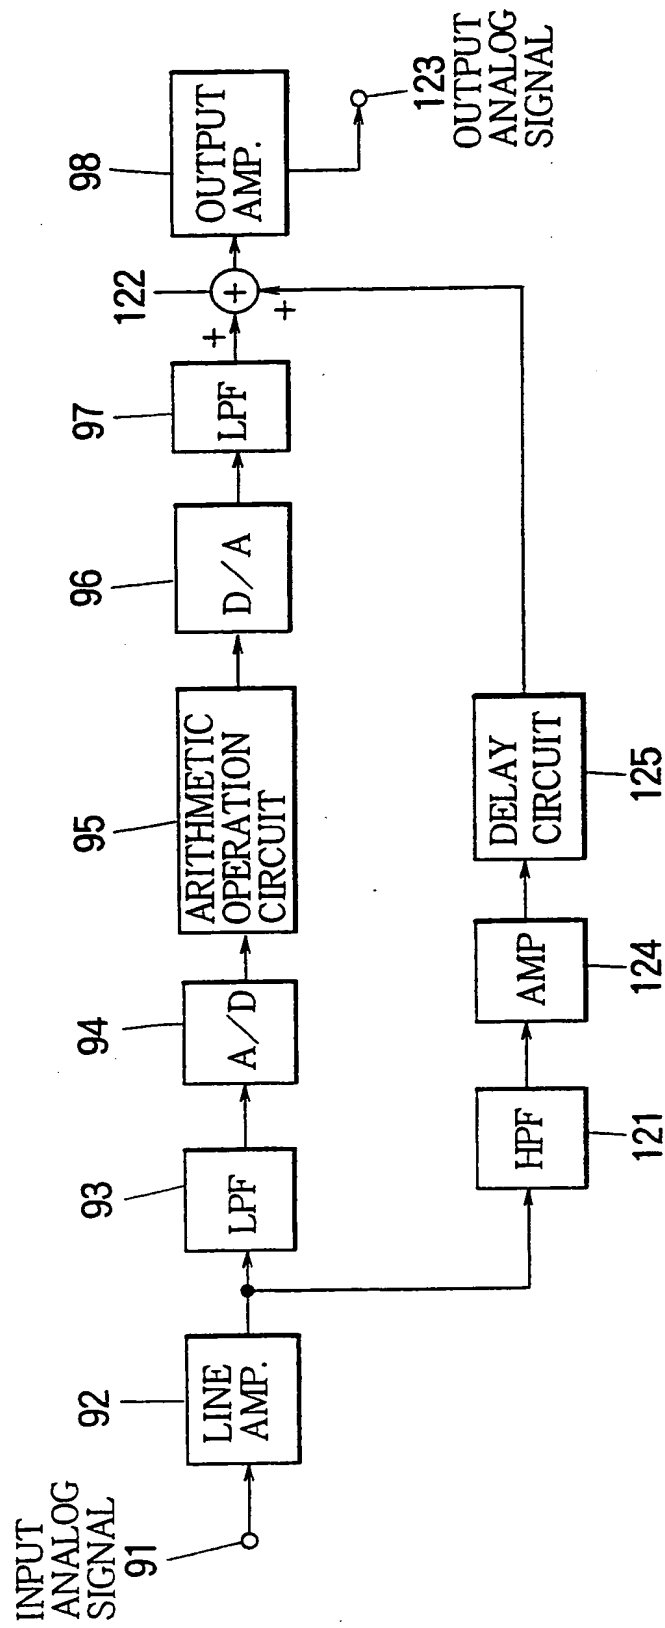 INPUT
ANALOG
SIGNAL
91
92
LINE
AMP.
93
LPF
94
A/D
95
ARITHMETIC
OPERATION
CIRCUIT
96
D/A
97
LPF
+
122
+
+
98
OUTPUT
AMP.
123
OUTPUT
ANALOG
SIGNAL
HPF
121
AMP
124
DELAY
CIRCUIT
125